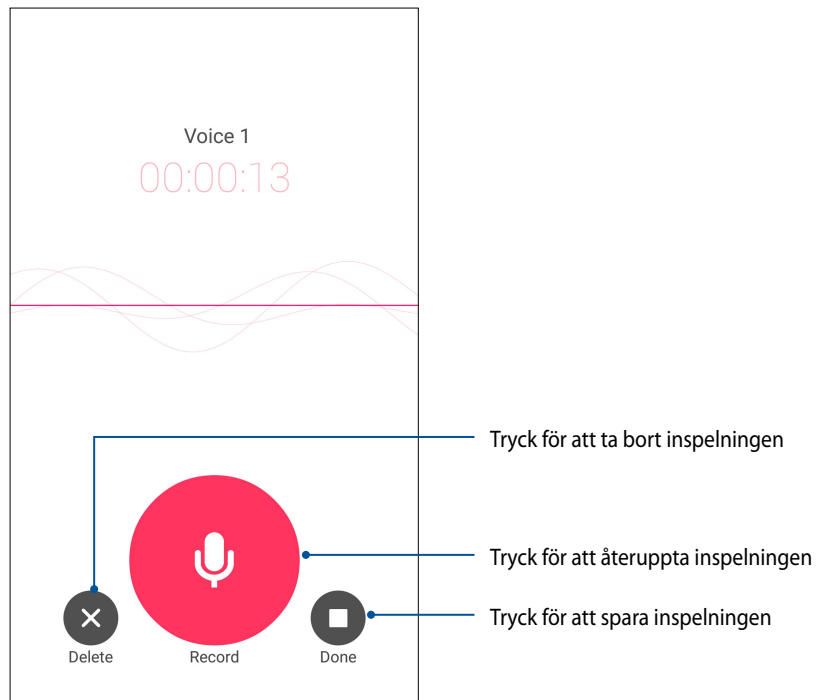 Voice 1
00:00:13
Tryck för att ta bort inspelningen
Tryck för att återuppta inspelningen
Tryck för att spara inspelningen
Delete
Record
Done